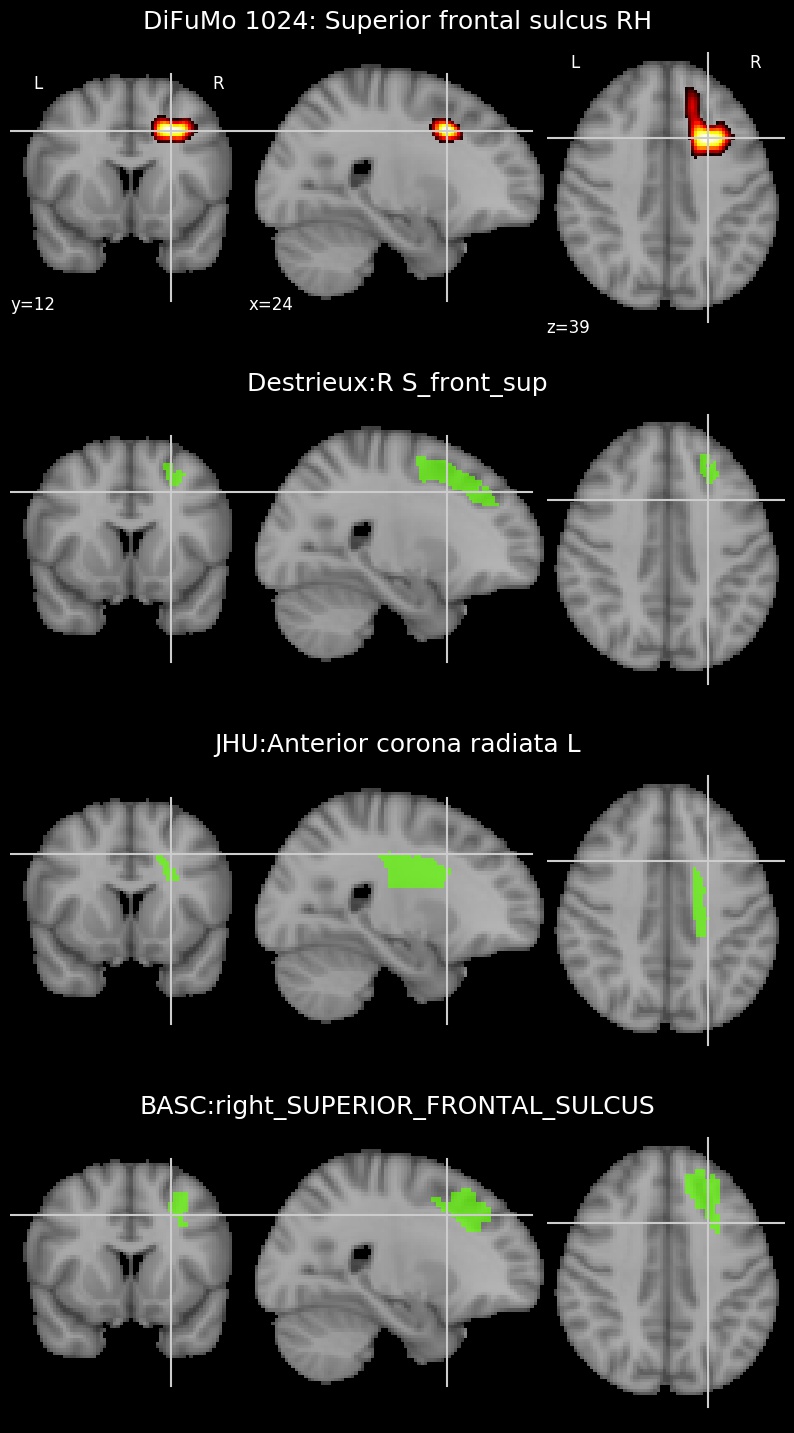 DiFuMo 1024: Superior frontal sulcus RH
L R L R
y=12 x=24 z=39
Destrieux:R S_front_sup
JHU:Anterior corona radiata L
BASC:right_SUPERIOR_FRONTAL_SULCUS